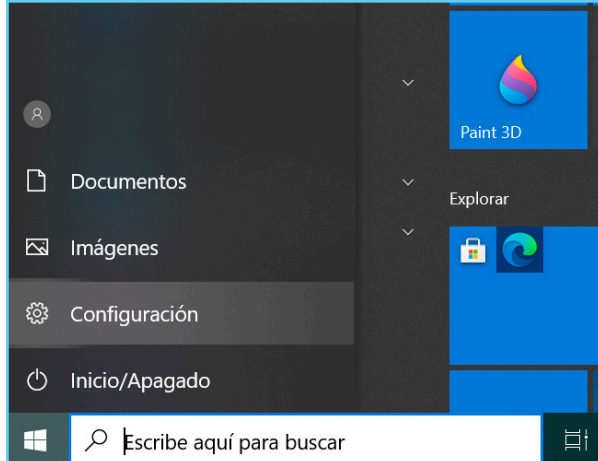 Paint 3D
Documentos
Explorar
Imágenes
Configuración
Inicio/Apagado
Escribe aquí para buscar